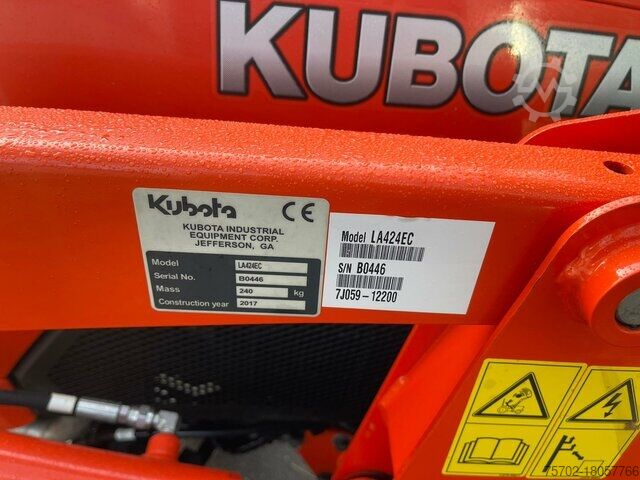 KUBOTA
Kubota CE
KUBOTA INDUSTRIAL
EQUIPMENT CORP.
JEFFERSON, GA
Model LA424EC
Serial No. B0446
Mass 240 kg
Construction year 2017
Model LA424EC
S/N B0446
7J059-12200
75702-18057766